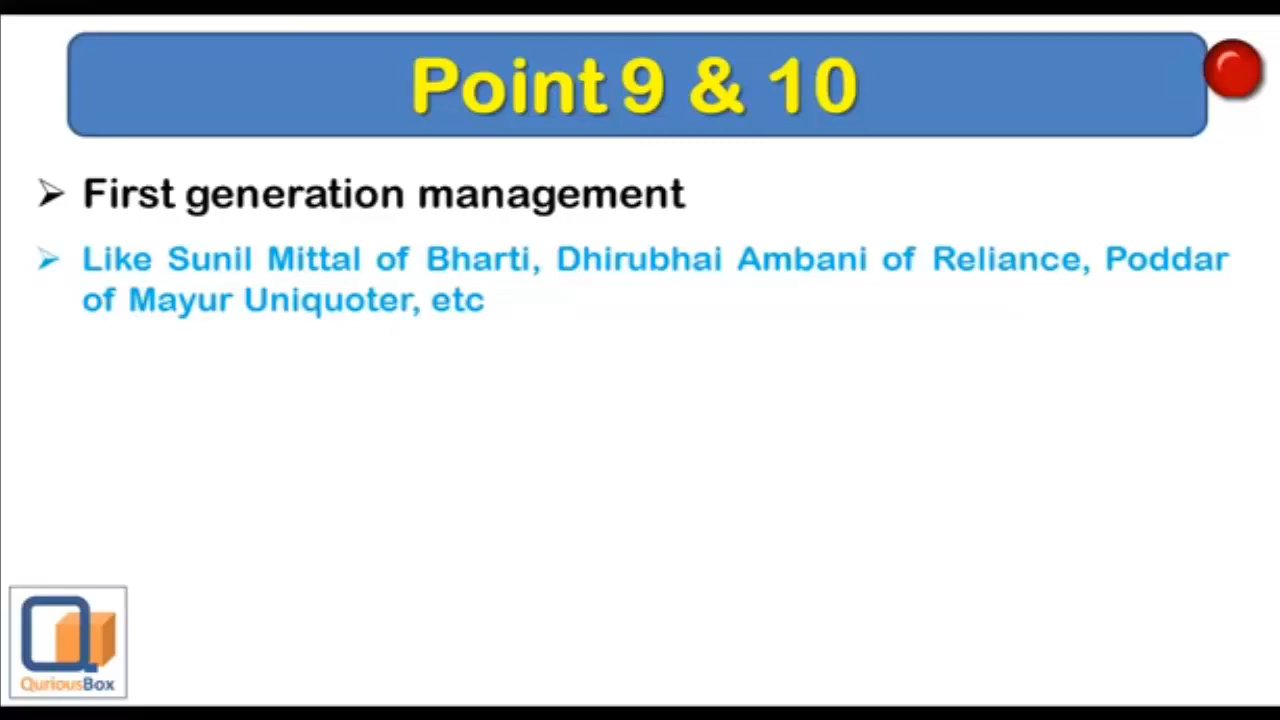 Point 9 & 10
First generation management
Like Sunil Mittal of Bharti, Dhirubhai Ambani of Reliance, Poddar
of Mayur Uniquoter, etc
QuriousBox